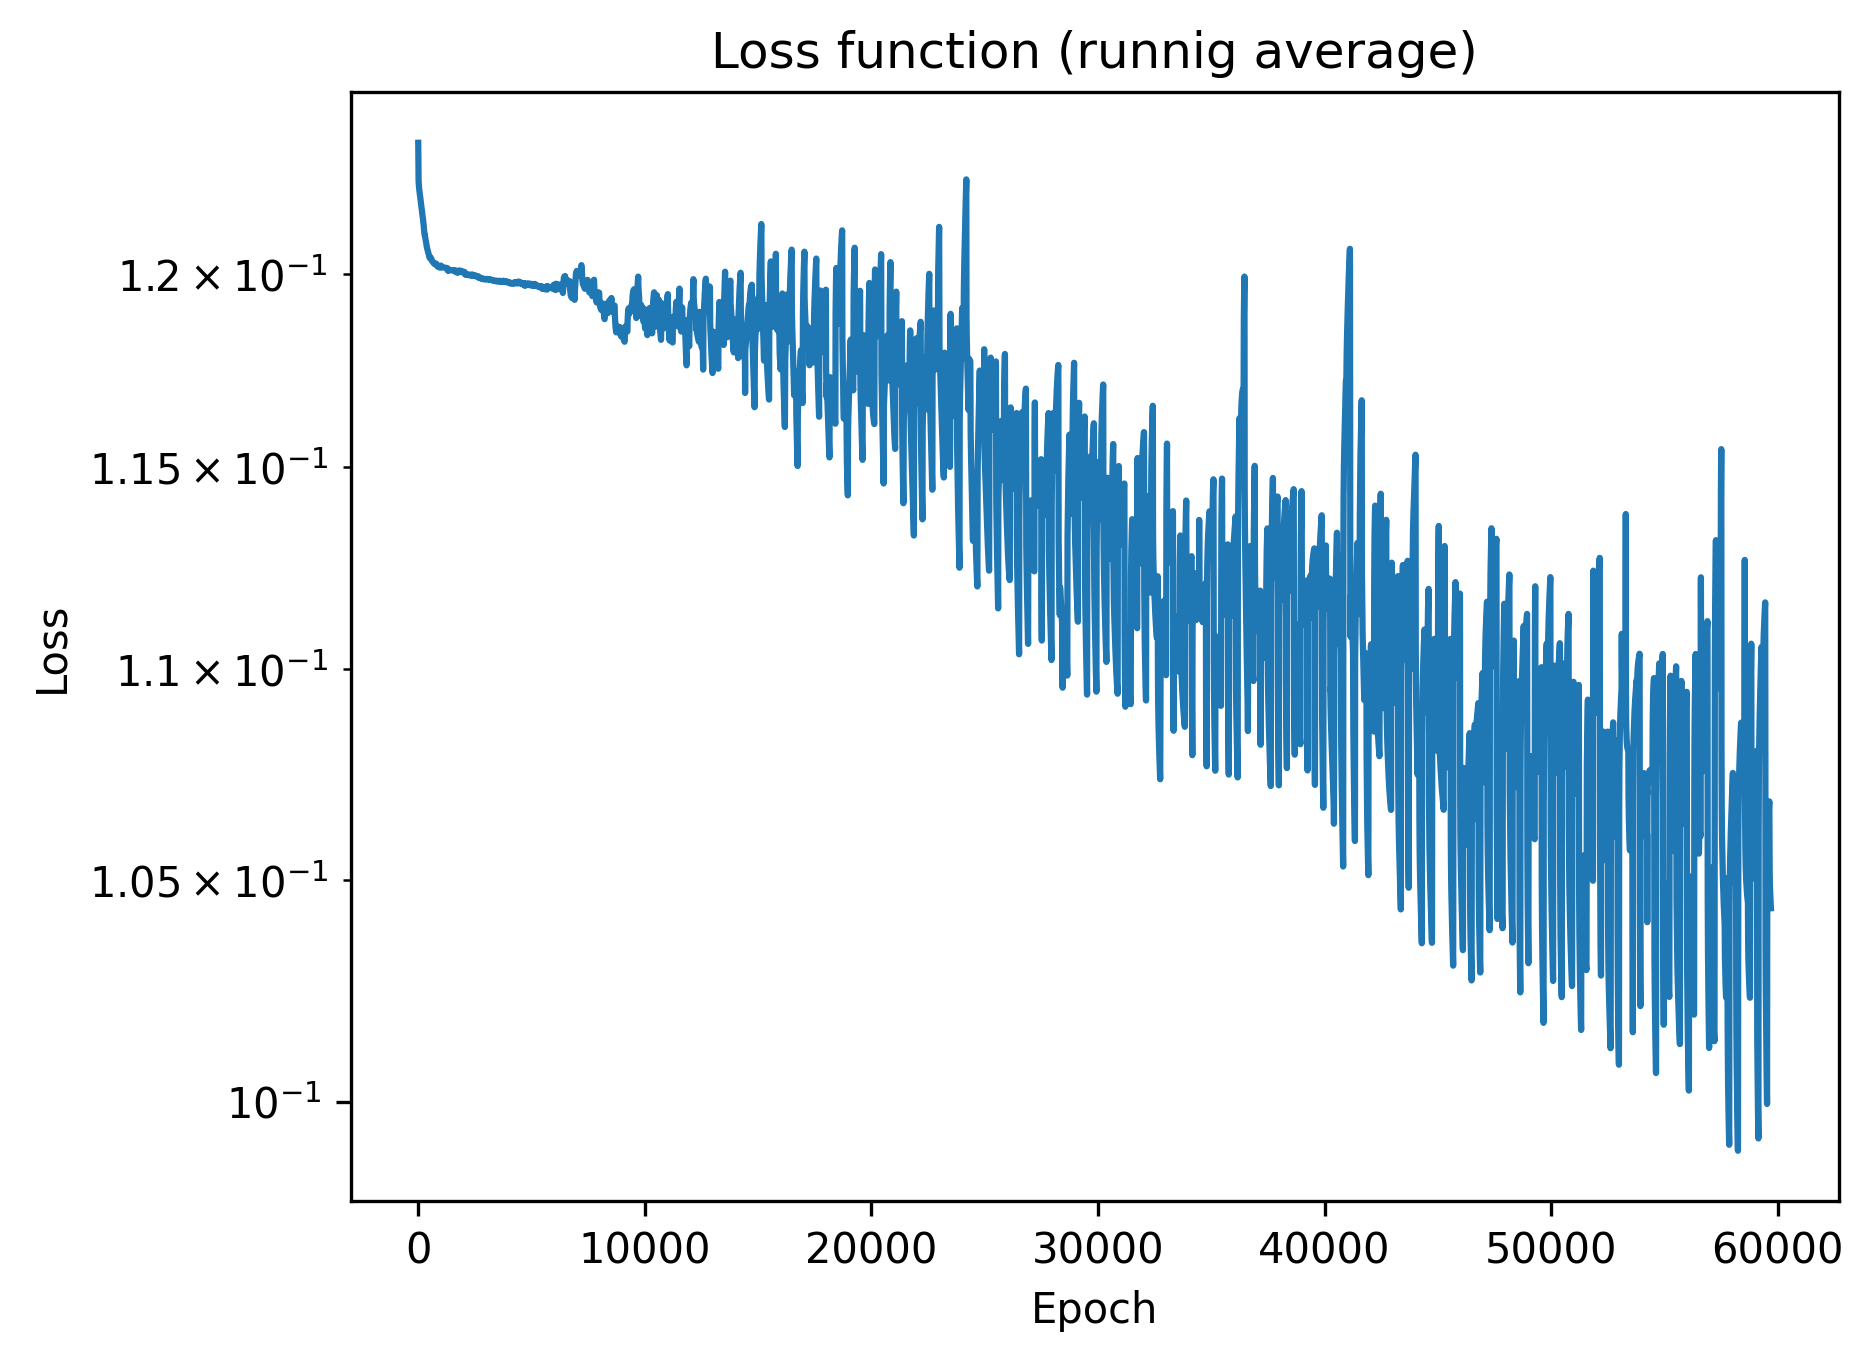 Loss function (runnig average)
1.2 × 10⁻¹
1.15 × 10⁻¹
1.1 × 10⁻¹
1.05 × 10⁻¹
10⁻¹
Loss
0 10000 20000 30000 40000 50000 60000
Epoch